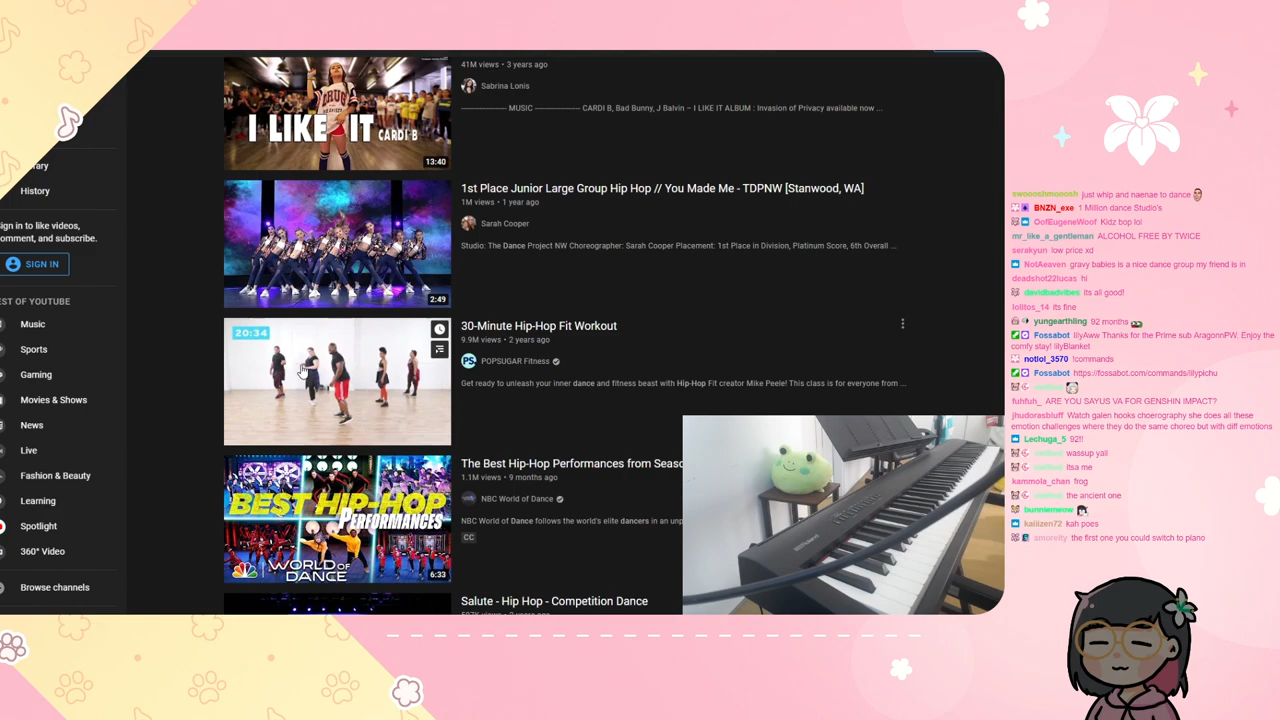 41M views • 3 years ago
Sabrina Lonis
MUSIC
CARDI B, Bad Bunny, J Balvin – I LIKE IT ALBUM : Invasion of Privacy available now ...
I LIKE IT CARDI B
13:40
History
SIGN IN
Music
Sports
Gaming
Movies & Shows
News
Live
Fashion & Beauty
Learning
Spotlight
360° Video
Browse channels
1st Place Junior Large Group Hip Hop // You Made Me - TDPNW [Stanwood, WA]
1M views • 1 year ago
Sarah Cooper
Studio: The Dance Project NW Choreographer: Sarah Cooper Placement: 1st Place in Division, Platinum Score, 6th Overall ...
2:49
20:34
30-Minute Hip-Hop Fit Workout
9.9M views • 2 years ago
PS. POPSUGAR Fitness
Get ready to unleash your inner dance and fitness beast with Hip-Hop Fit creator Mike Peele! This class is for everyone from ...
BEST HIP-HOP
PERFORMANCES
WORLD OF
DANCE
6:33
The Best Hip-Hop Performances from Seaso
1.1M views • 9 months ago
NBC World of Dance
NBC World of Dance follows the world's elite dancers in an unp
CC
Salute - Hip Hop - Competition Dance
Roland
swoooshmooosh just whip and naenae to dance
BNZN_exe 1 Million dance Studio's
OofEugeneWoof Kidz bop lol
mr_like_a_gentleman ALCOHOL FREE BY TWICE
serakyun low price xd
NotAeaven gravy babies is a nice dance group my friend is in
deadshot22lucas hi
davidbadvibes its all good!
lolitos_14 its fine
yungearthling 92 months
Fossabot lilyAww Thanks for the Prime sub AragornPW. Enjoy the
comfy stay! lilyBlanket
notlol_3570 !commands
Fossabot https://fossabot.com/commands/lilypichu
fuhfuh_ ARE YOU SAYUS VA FOR GENSHIN IMPACT?
jhudorasbluff Watch galen hooks choerography she does all these
emotion challenges where they do the same choreo but with diff emotions
Lechuga_5 92!!
wassup yall
itsa me
kammola_chan frog
the ancient one
bunniemeow
kaiiizen72 kah poes
amoreity the first one you could switch to piano